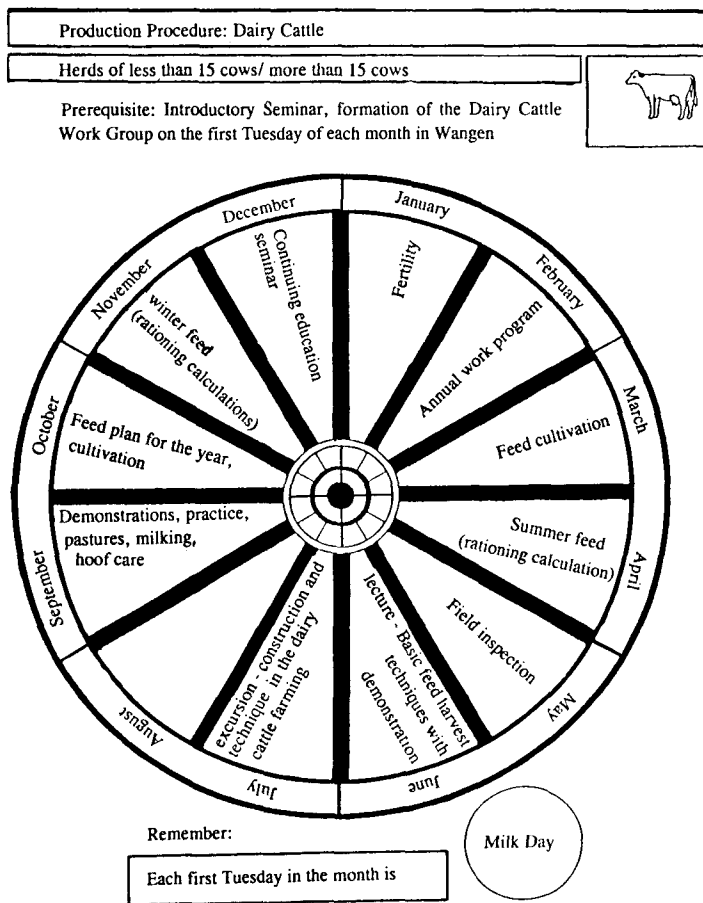 Production Procedure: Dairy Cattle
Herds of less than 15 cows/ more than 15 cows
Prerequisite: Introductory Seminar, formation of the Dairy Cattle
Work Group on the first Tuesday of each month in Wangen
January
Fertility
February
Annual work program
March
Feed cultivation
April
Summer feed
(rationing calculation)
May
Field inspection
June
lecture - Basic feed harvest
techniques with
demonstration
July
excursion - construction and
technique in the dairy
cattle farming
August
September
Demonstrations, practice,
pastures, milking,
hoof care
October
Feed plan for the year,
cultivation
November
winter feed
(rationing calculations)
December
Continuing education
seminar
Remember:
Each first Tuesday in the month is
Milk Day